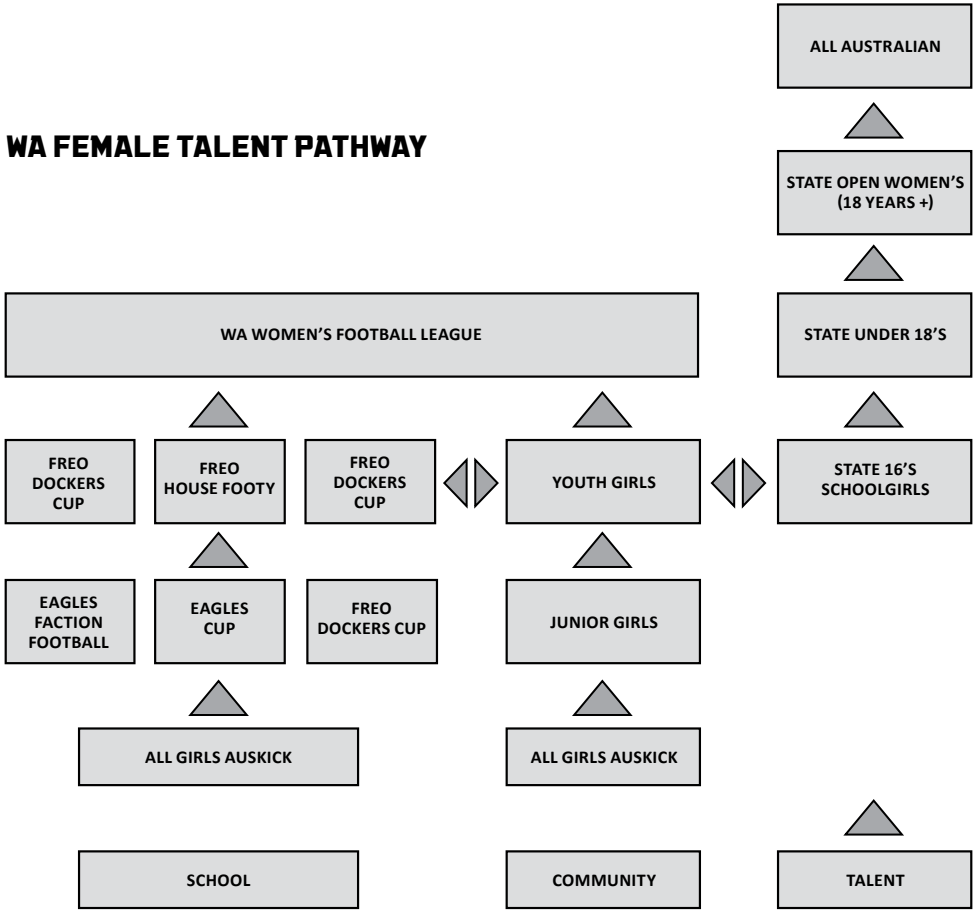 ALL AUSTRALIAN
WA FEMALE TALENT PATHWAY
STATE OPEN WOMEN'S
(18 YEARS +)
WA WOMEN'S FOOTBALL LEAGUE
STATE UNDER 18'S
FREO
DOCKERS
CUP
FREO
HOUSE FOOTY
FREO
DOCKERS
CUP
YOUTH GIRLS
STATE 16'S
SCHOOLGIRLS
EAGLES
FACTION
FOOTBALL
EAGLES
CUP
FREO
DOCKERS CUP
JUNIOR GIRLS
ALL GIRLS AUSKICK
ALL GIRLS AUSKICK
SCHOOL
COMMUNITY
TALENT